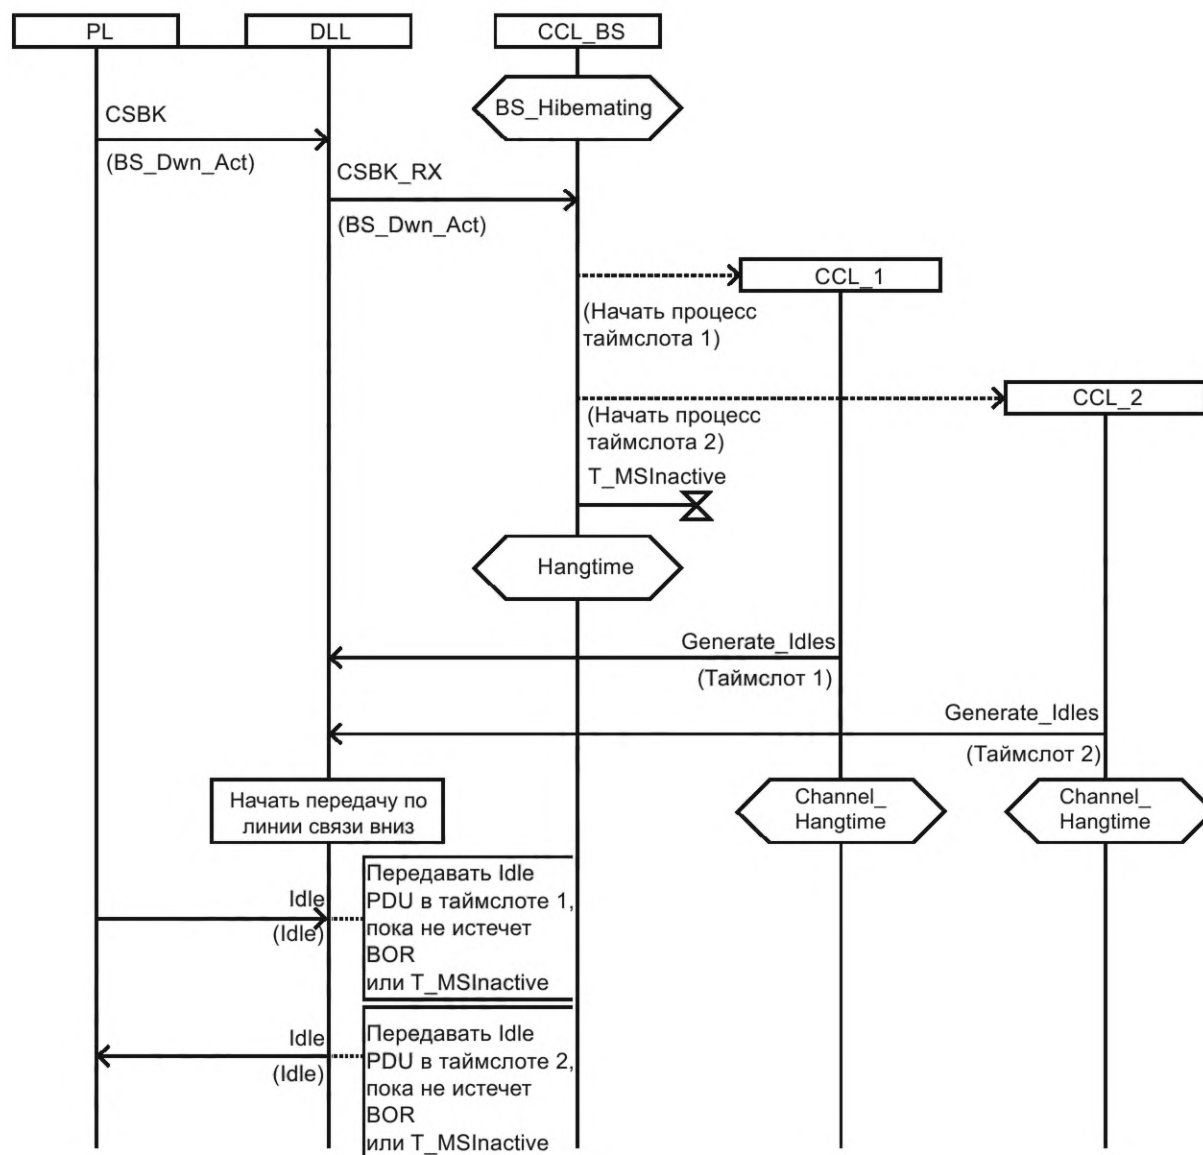 PL
DLL
CCL_BS
BS_Hibemating
CSBK
(BS_Dwn_Act)
CSBK_RX
(BS_Dwn_Act)
CCL_1
(Начать процесс
таймслота 1)
CCL_2
(Начать процесс
таймслота 2)
T_MSInactive
Hangtime
Generate_Idles
(Таймслот 1)
Generate_Idles
(Таймслот 2)
Начать передачу по
линии связи вниз
Channel_
Hangtime
Channel_
Hangtime
Idle
(Idle)
Передавать Idle
PDU в таймслоте 1,
пока не истечет
BOR
или T_MSInactive
Idle
(Idle)
Передавать Idle
PDU в таймслоте 2,
пока не истечет
BOR
или T_MSInactive